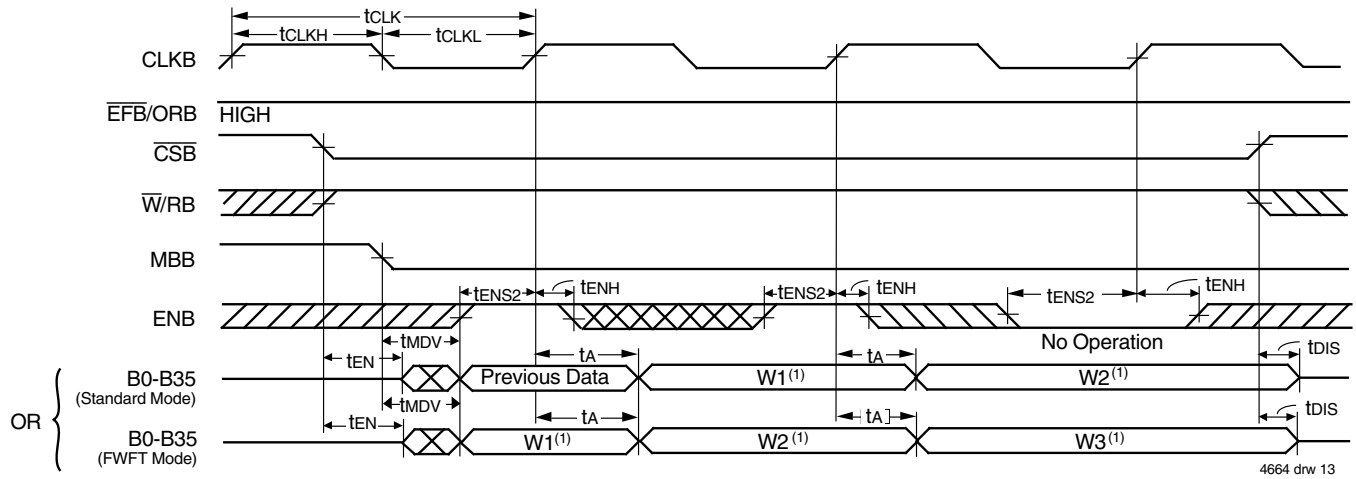 tCLK
tCLKH tCLKL
CLKB
EFB/ORB HIGH
CSB
W/RB
MBB
tENS2 tENH tENS2 tENH tENS2 tENH
ENB
No Operation
tMDV
tEN tA tA tDIS
B0-B35 Previous Data W1(1) W2(1)
(Standard Mode)
tMDV
OR
tEN tA tA] tDIS
B0-B35 W1(1) W2(1) W3(1)
(FWFT Mode)
4664 drw 13